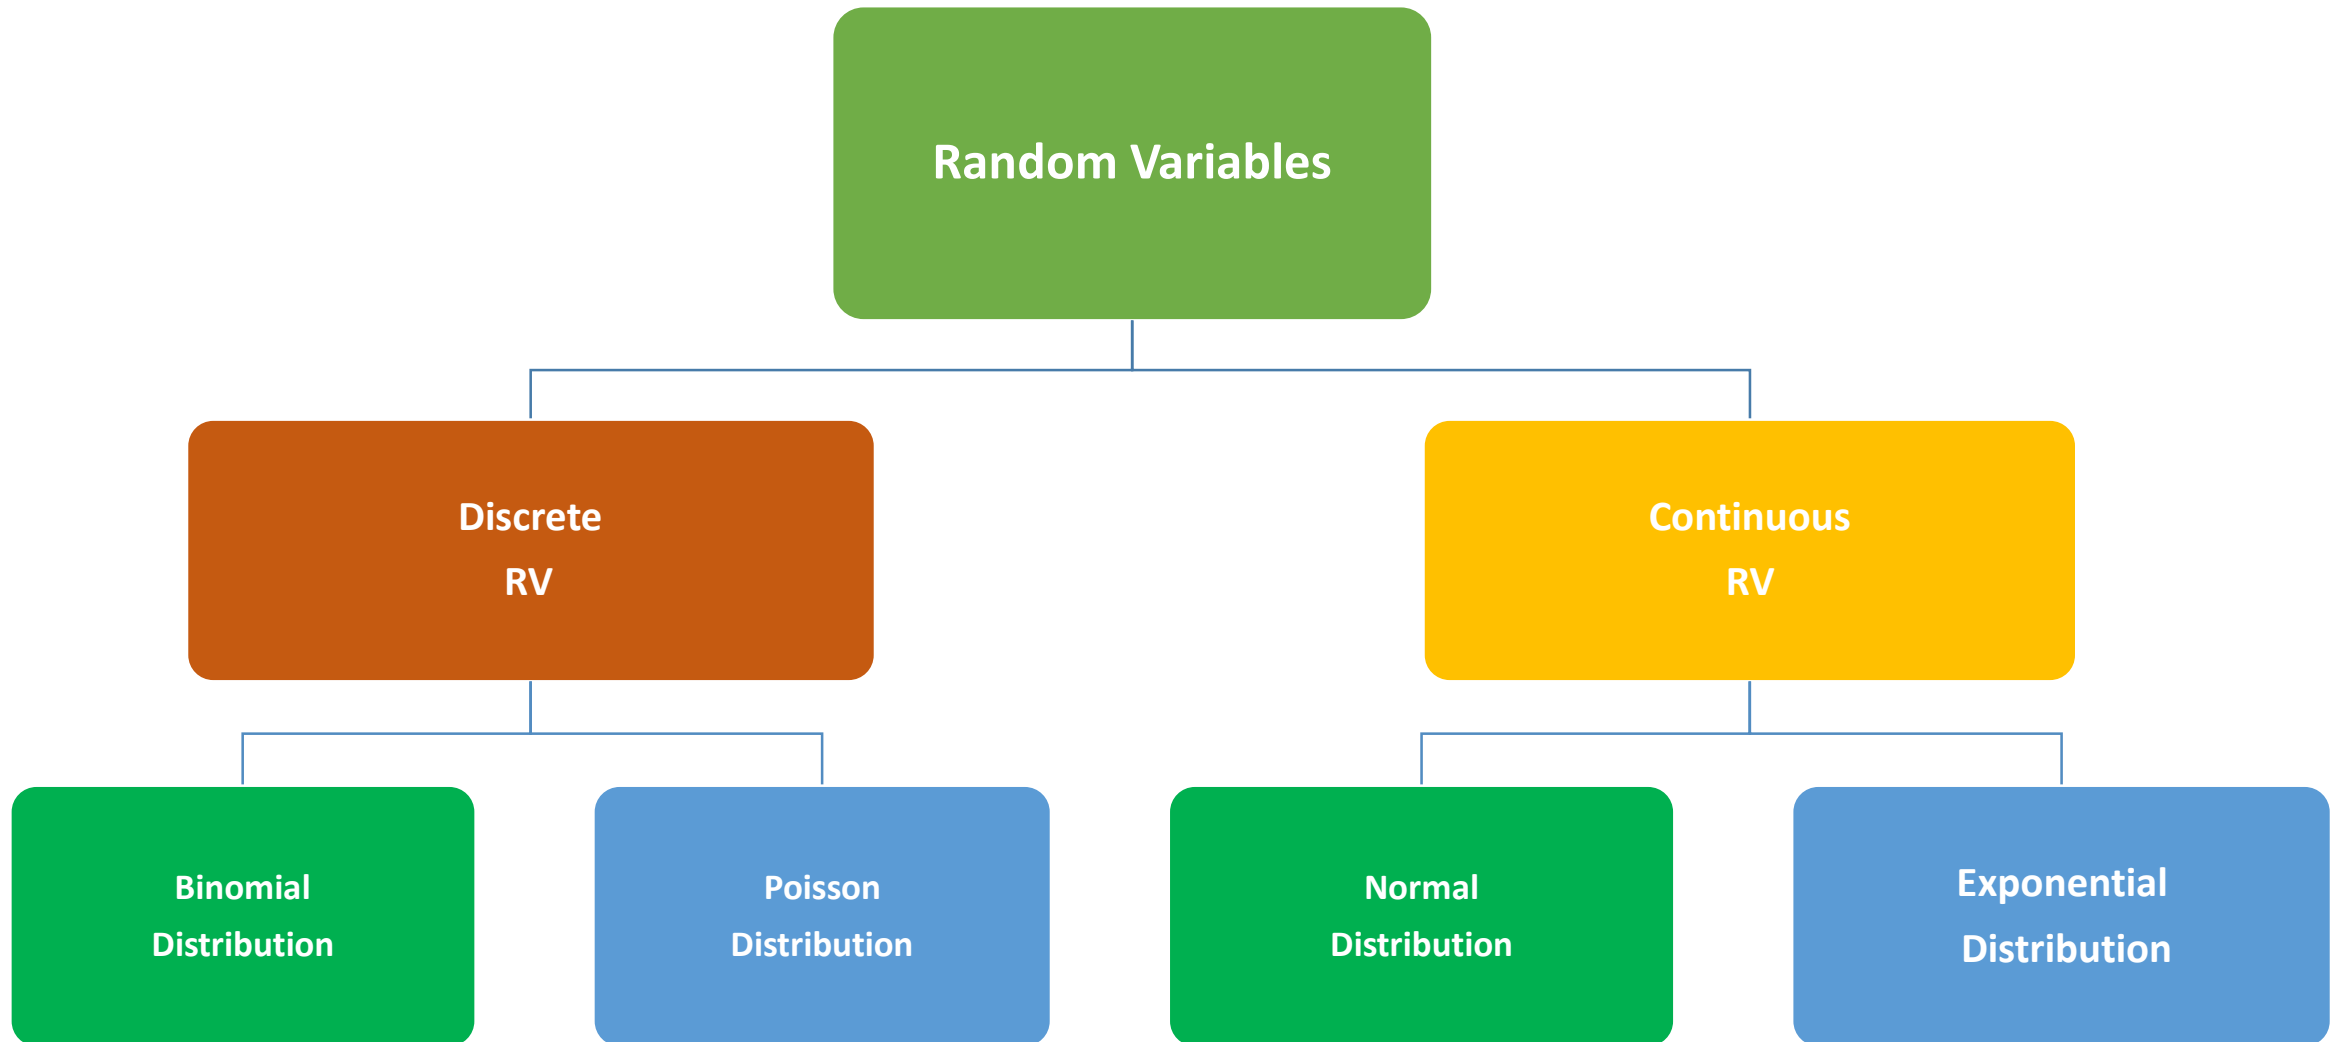 Random Variables
Discrete
RV
Continuous
RV
Binomial
Distribution
Poisson
Distribution
Normal
Distribution
Exponential
Distribution